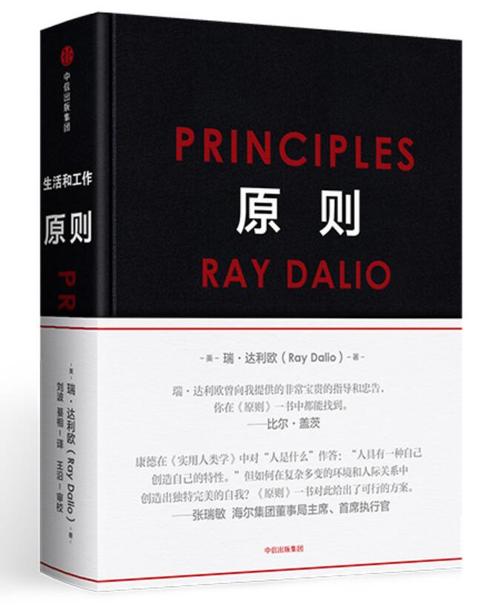 中信出版集团
生活和工作
原则
PR
美 瑞·达利欧（Ray Dalio）著
刘波 綦相 译 王沿 审校
PRINCIPLES
原则
RAY DALIO
—美— 瑞·达利欧（Ray Dalio）—著—
瑞·达利欧曾向我提供的非常宝贵的指导和忠告，
你在《原则》一书中都能找到。
——比尔·盖茨
康德在《实用人类学》中对“人是什么”作答：“人具有一种自己
创造自己的特性。”但如何在复杂多变的环境和人际关系中
创造出独特完美的自我？《原则》一书对此给出了可行的方案。
——张瑞敏 海尔集团董事局主席、首席执行官
中信出版集团